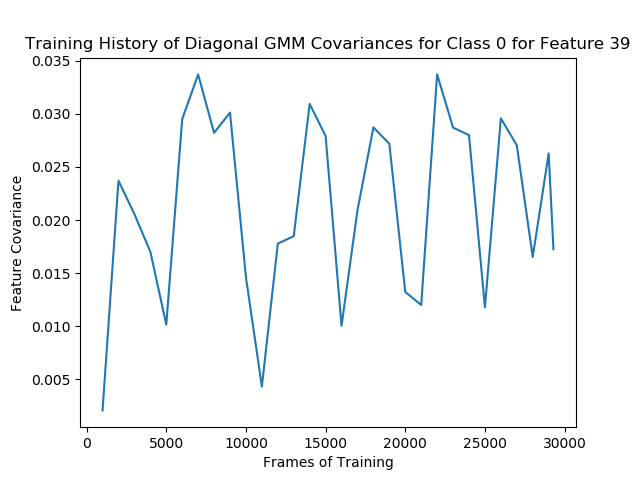 Training History of Diagonal GMM Covariances for Class 0 for Feature 39
0.035
0.030
0.025
0.020
0.015
0.010
0.005
Feature Covariance
0 5000 10000 15000 20000 25000 30000
Frames of Training